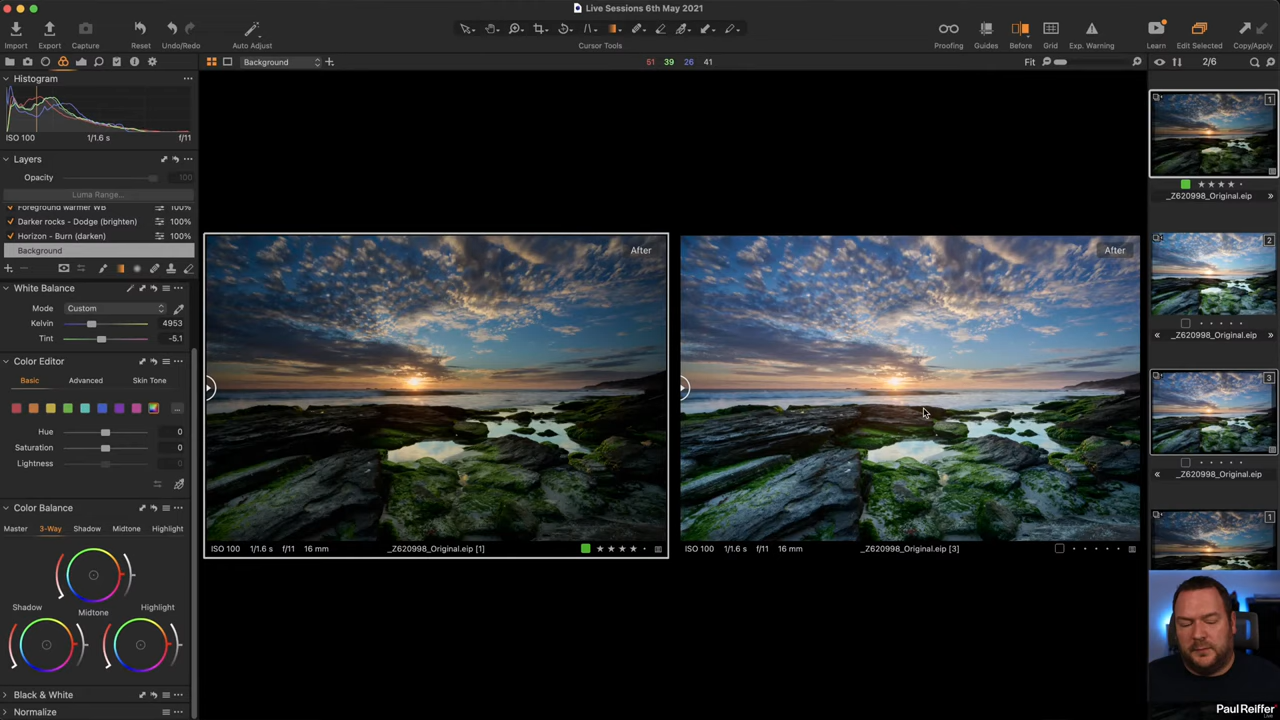 Live Sessions 6th May 2021
Import Export Capture Reset Undo/Redo Auto Adjust Cursor Tools Proofing Guides Before Grid Exp. Warning Learn Edit Selected Copy/Apply
Background 51 39 26 41 Fit 2/6
Histogram
ISO 100 1/1.6 s f/11
Layers
Opacity 100
Luma Range...
Foreground warmer WB 100%
Darker rocks - Dodge (brighten) 100%
Horizon - Burn (darken) 100%
Background
White Balance
Mode Custom
Kelvin 4953
Tint -5.1
Color Editor
Basic Advanced Skin Tone
Hue 0
Saturation 0
Lightness 0
Color Balance
Master 3-Way Shadow Midtone Highlight
Shadow Midtone Highlight
Black & White
Normalize
After
ISO 100 1/1.6 s f/11 16 mm _Z620998_Original.eip [1]
After
ISO 100 1/1.6 s f/11 16 mm _Z620998_Original.eip [3]
1
_Z620998_Original.eip
2
_Z620998_Original.eip
3
_Z620998_Original.eip
1
Paul Reiffer
Live